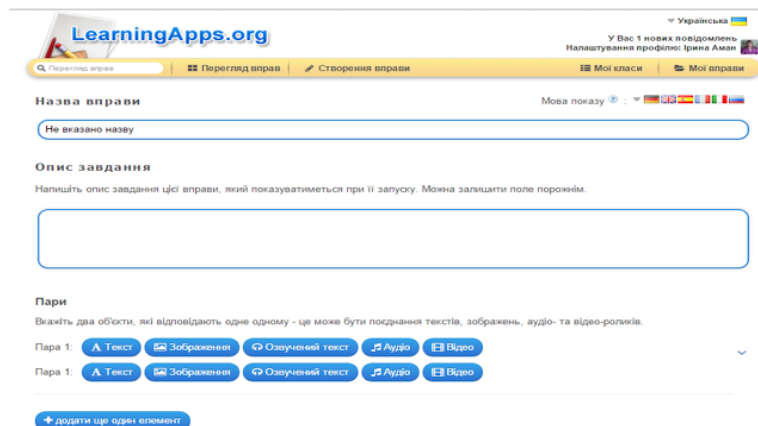 LearningApps.org
Українська
У Вас 1 нових повідомлень
Налаштування профілю: Ірина Аман
Перегляд вправ
Перегляд вправ
Створення вправи
Мої класи
Мої вправи
Назва вправи
Мова показу ? :
Не вказано назву
Опис завдання
Напишіть опис завдання цієї вправи, який показуватиметься при її запуску. Можна залишити поле порожнім.
Пари
Вкажіть два об'єкти, які відповідають одне одному - це може бути поєднання текстів, зображень, аудіо- та відео-роликів.
Пара 1: А Текст Зображення Озвучений текст Аудіо Відео
Пара 1: А Текст Зображення Озвучений текст Аудіо Відео
+ додати ще один елемент